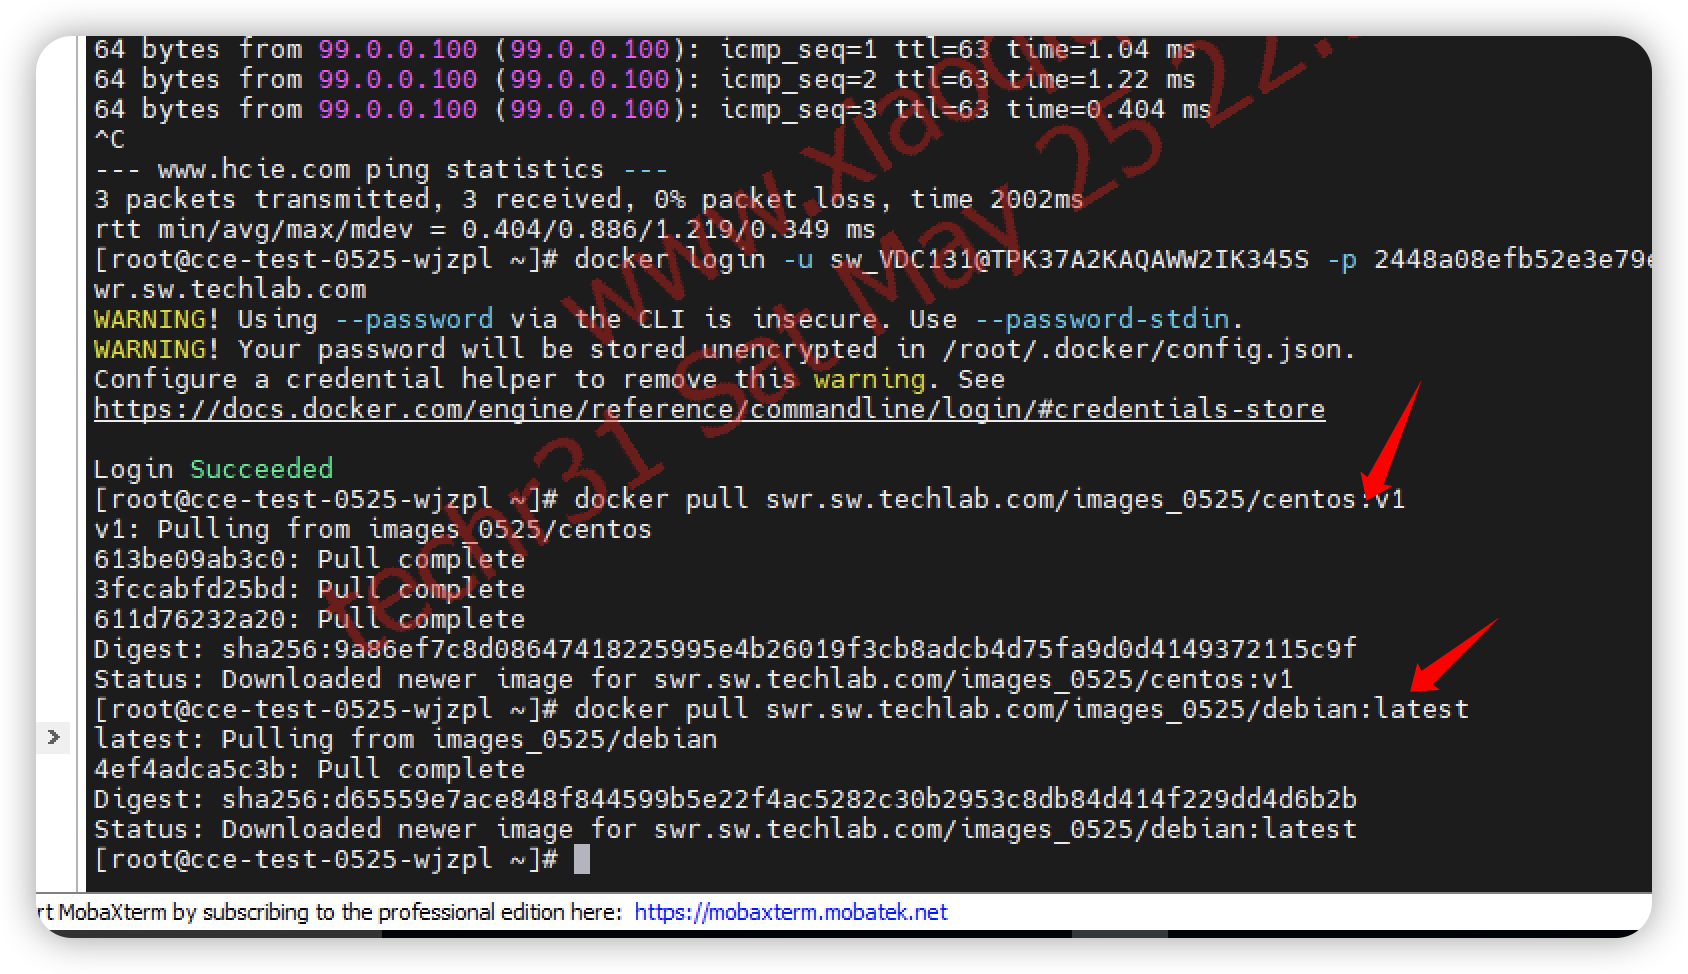 64 bytes from 99.0.0.100 (99.0.0.100): icmp_seq=1 ttl=63 time=1.04 ms
64 bytes from 99.0.0.100 (99.0.0.100): icmp_seq=2 ttl=63 time=1.22 ms
64 bytes from 99.0.0.100 (99.0.0.100): icmp_seq=3 ttl=63 time=0.404 ms
^C
--- www.hcie.com ping statistics ---
3 packets transmitted, 3 received, 0% packet loss, time 2002ms
rtt min/avg/max/mdev = 0.404/0.886/1.219/0.349 ms
[root@cce-test-0525-wjzpl ~]# docker login -u sw_VDC131@TPK37A2KAQAWW2IK345S -p 2448a08efb52e3e79e
wr.sw.techlab.com
WARNING! Using --password via the CLI is insecure. Use --password-stdin.
WARNING! Your password will be stored unencrypted in /root/.docker/config.json.
Configure a credential helper to remove this warning. See
https://docs.docker.com/engine/reference/commandline/login/#credentials-store
Login Succeeded
[root@cce-test-0525-wjzpl ~]# docker pull swr.sw.techlab.com/images_0525/centos:v1
v1: Pulling from images_0525/centos
613be09ab3c0: Pull complete
3fccabfd25bd: Pull complete
611d76232a20: Pull complete
Digest: sha256:9a86ef7c8d08647418225995e4b26019f3cb8adcb4d75fa9d0d4149372115c9f
Status: Downloaded newer image for swr.sw.techlab.com/images_0525/centos:v1
[root@cce-test-0525-wjzpl ~]# docker pull swr.sw.techlab.com/images_0525/debian:latest
latest: Pulling from images_0525/debian
4ef4adca5c3b: Pull complete
Digest: sha256:d65559e7ace848f844599b5e22f4ac5282c30b2953c8db84d414f229dd4d6b2b
Status: Downloaded newer image for swr.sw.techlab.com/images_0525/debian:latest
[root@cce-test-0525-wjzpl ~]#
rt MobaXterm by subscribing to the professional edition here: https://mobaxterm.mobatek.net
techr31 Sat May 25 22: